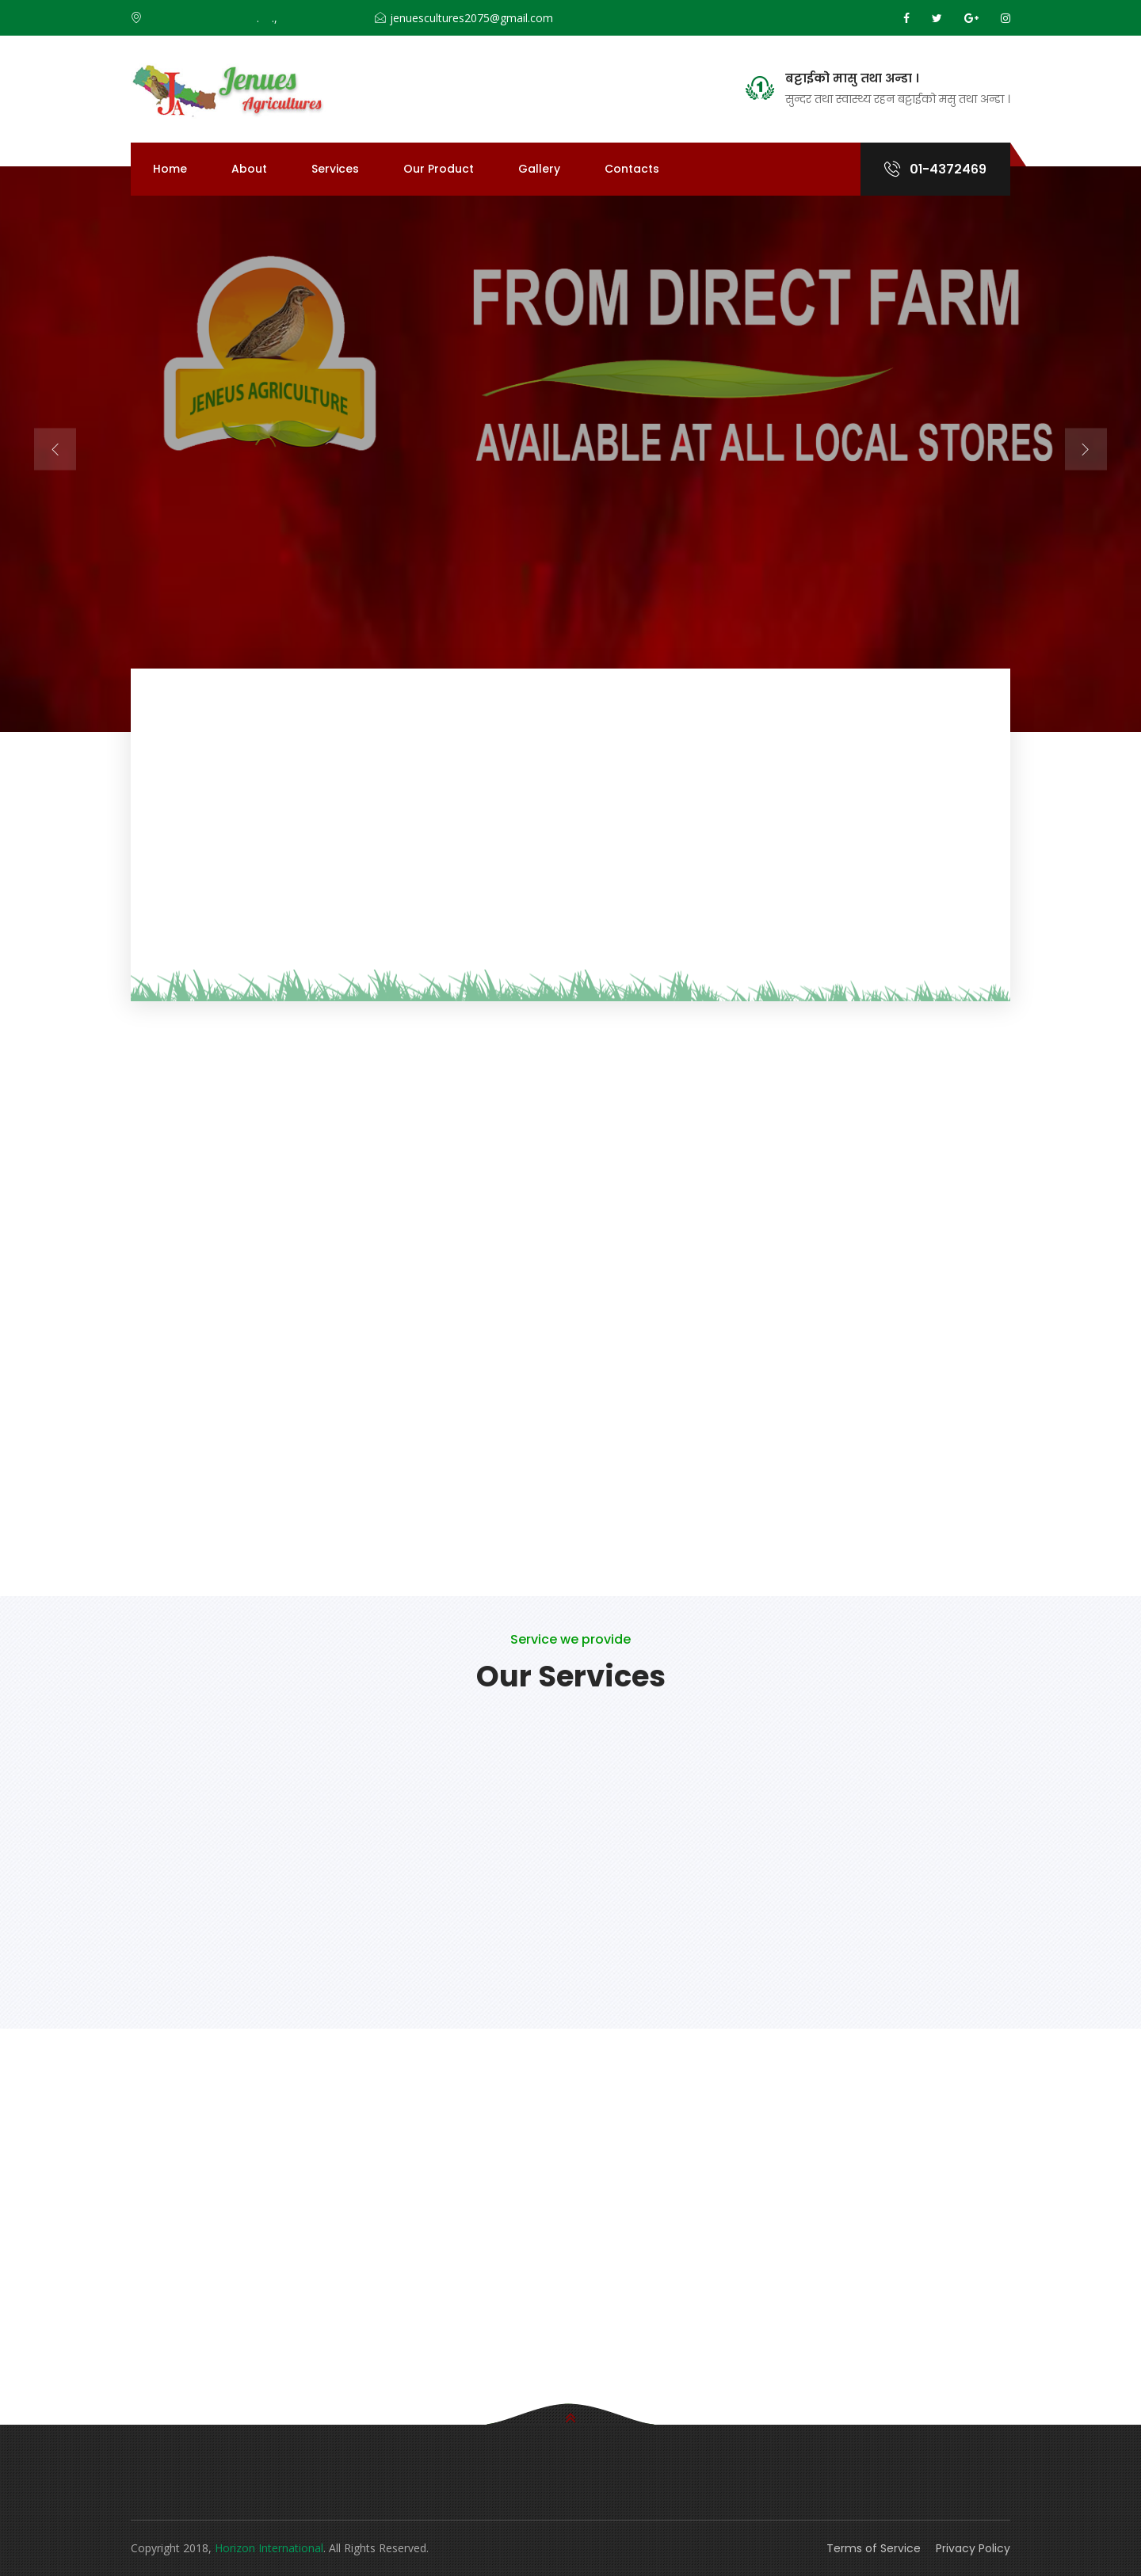 jenuescultures2075@gmail.com
Jenues
Agricultures
JA
बट्टाईको मासु तथा अन्डा ।
सुन्दर तथा स्वास्थ्य रहन बट्टाईको मसु तथा अन्डा ।
Home About Services Our Product Gallery Contacts 01-4372469
FROM DIRECT FARM
JENEUS AGRICULTURE
AVAILABLE AT ALL LOCAL STORES
Service we provide
Our Services
Copyright 2018, Horizon International. All Rights Reserved. Terms of Service Privacy Policy